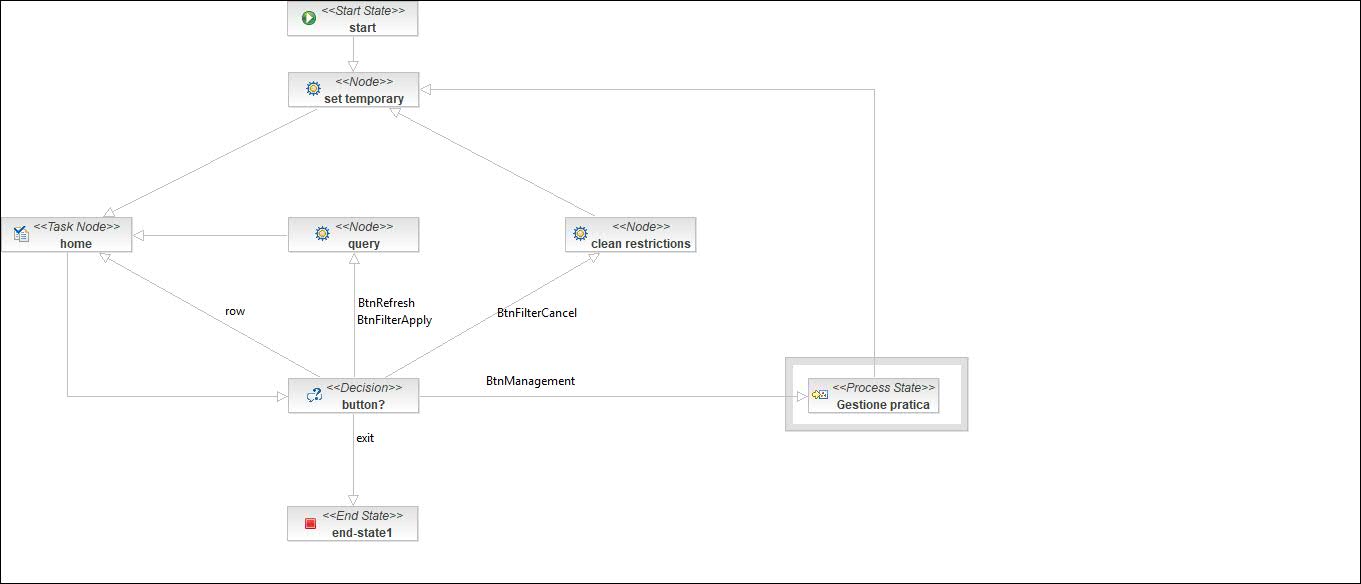 <<Start State>>
start
<<Node>>
set temporary
<<Task Node>>
home
<<Node>>
query
<<Node>>
clean restrictions
row
BtnRefresh
BtnFilterApply
BtnFilterCancel
BtnManagement
<<Decision>>
button?
<<Process State>>
Gestione pratica
exit
<<End State>>
end-state1